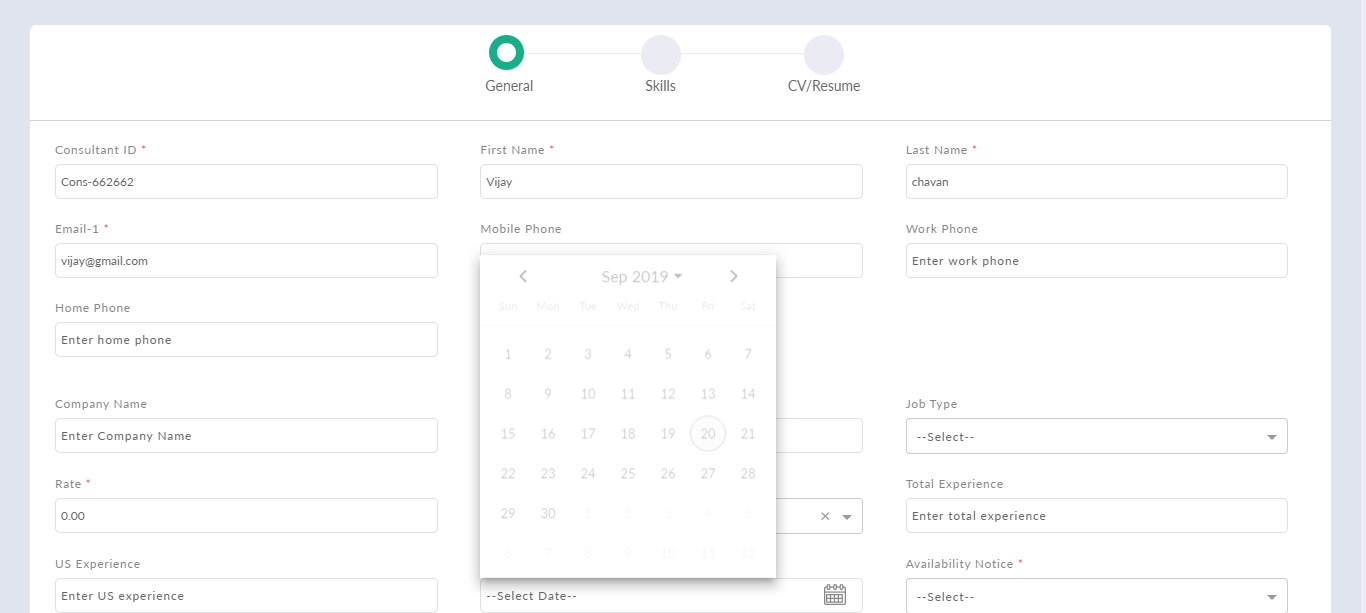 General Skills CV/Resume
Consultant ID * First Name * Last Name *
Cons-662662 Vijay chavan
Email-1 * Mobile Phone Work Phone
vijay@gmail.com Enter work phone
Sep 2019
Home Phone
Sun Mon Tue Wed Thu Fri Sat
Enter home phone
1 2 3 4 5 6 7
8 9 10 11 12 13 14
Company Name Job Type
Enter Company Name --Select--
15 16 17 18 19 20 21
22 23 24 25 26 27 28
Rate * Total Experience
0.00 × Enter total experience
29 30 1 2 3 4 5
6 7 8 9 10 11 12
US Experience Availability Notice *
Enter US experience --Select Date-- --Select--